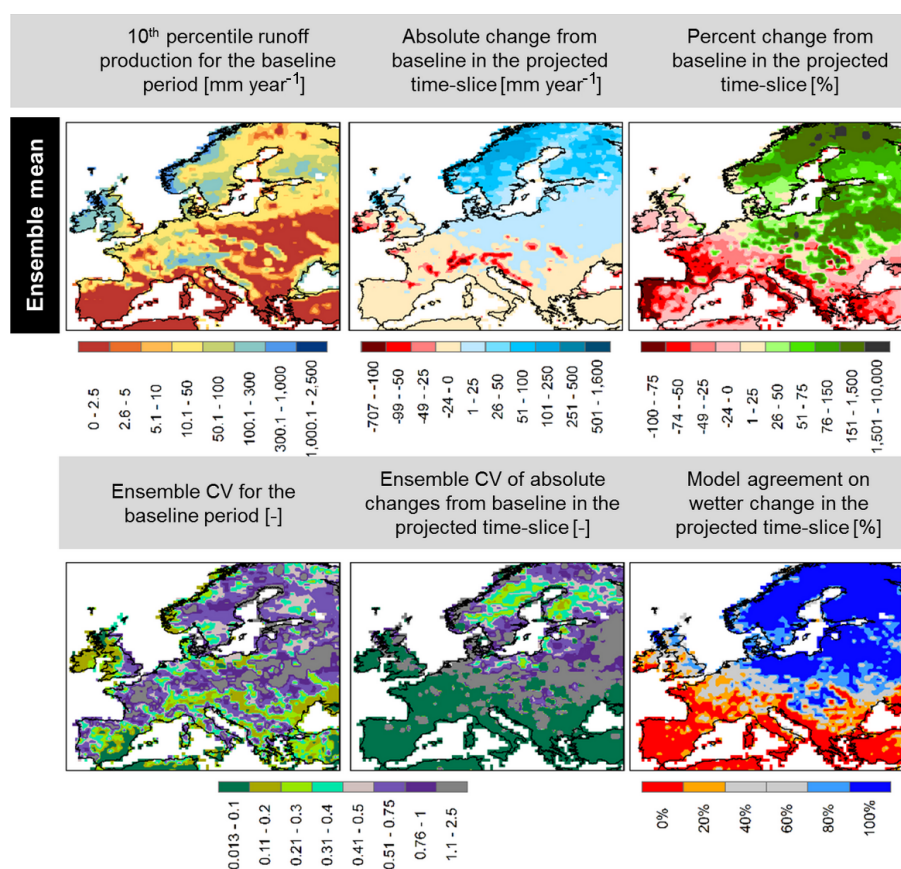 10th percentile runoff
production for the baseline
period [mm year-1]
Absolute change from
baseline in the projected
time-slice [mm year-1]
Percent change from
baseline in the projected
time-slice [%]
Ensemble mean
0 - 2.5
2.6 - 5
5.1 - 10
10.1 - 50
50.1 - 100
100.1 - 300
300.1 - 1,000
1,000.1 - 2,500
-707 - -100
-99 - -50
-49 - -25
-24 - 0
1 - 25
26 - 50
51 - 100
101 - 250
251 - 500
501 - 1,600
-100 - -75
-74 - -50
-49 - -25
-24 - 0
1 - 25
26 - 50
51 - 75
76 - 150
151 - 1,500
1,501 - 10,000
Ensemble CV for the
baseline period [-]
Ensemble CV of absolute
changes from baseline in the
projected time-slice [-]
Model agreement on
wetter change in the
projected time-slice [%]
0.013 - 0.1
0.11 - 0.2
0.21 - 0.3
0.31 - 0.4
0.41 - 0.5
0.51 - 0.75
0.76 - 1
1.1 - 2.5
0%
20%
40%
60%
80%
100%